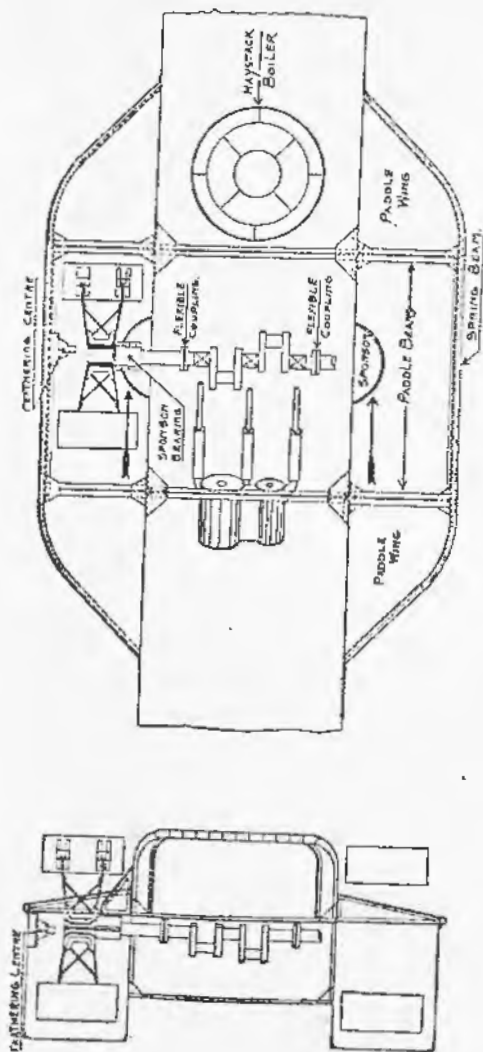 HAYSTACK
BOILER
FEATHERING CENTRE
PADDLE
WING
FLEXIBLE
COUPLING.
FLEXIBLE
COUPLING.
SPONSON
BEARING
SPONSON
PADDLE BEAMS
SPRING BEAM.
PADDLE
WING
FEATHERING CENTRE